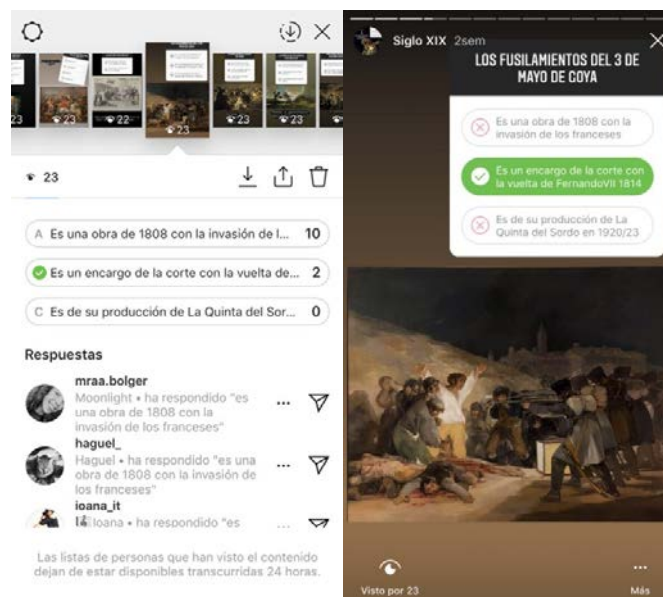 23
23
22
23
23
23
23
23
A Es una obra de 1808 con la invasión de l... 10
Es un encargo de la corte con la vuelta de... 2
C Es de su producción de La Quinta del Sor... 0
Respuestas
mraa.bolger
Moonlight • ha respondido "es
una obra de 1808 con la
invasión de los franceses"
haguel_
Haguel • ha respondido "es una
obra de 1808 con la invasión de
los franceses"
ioana_it
Ioana • ha respondido "es
Las listas de personas que han visto el contenido
dejan de estar disponibles transcurridas 24 horas.
Siglo XIX 2sem
LOS FUSILAMIENTOS DEL 3 DE
MAYO DE GOYA
Es una obra de 1808 con la
invasión de los franceses
Es un encargo de la corte con
la vuelta de FernandoVII 1814
Es de su producción de La
Quinta del Sordo en 1920/23
Visto por 23
Más